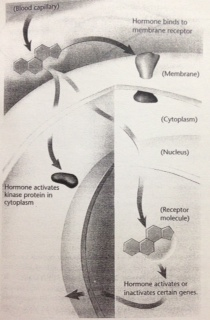 (Blood capillary)
Hormone binds to
membrane receptor
(Membrane)
(Cytoplasm)
(Nucleus)
Hormone activates
kinase protein in
cytoplasm
(Receptor
molecule)
Hormone activates or
inactivates certain genes.